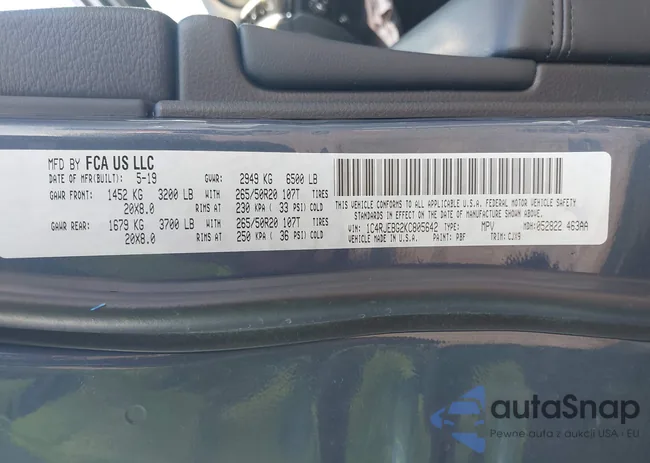 MFD BY FCA US LLC
DATE OF MFR(BUILT): 5-19 GVWR: 2949 KG 6500 LB
GAWR FRONT: 1452 KG 3200 LB WITH 265/50R20 107T TIRES
20X8.0 RIMS AT 230 KPA ( 33 PSI) COLD
GAWR REAR: 1679 KG 3700 LB WITH 265/50R20 107T TIRES
20X8.0 RIMS AT 250 KPA ( 36 PSI) COLD
THIS VEHICLE CONFORMS TO ALL APPLICABLE U.S.A. FEDERAL MOTOR VEHICLE SAFETY
STANDARDS IN EFFECT ON THE DATE OF MANUFACTURE SHOWN ABOVE.
VIN: 1C4RJEBG2KC805642 TYPE: MPV MDH: 052822 463AA
VEHICLE MADE IN U.S.A. PAINT: PBF TRIM: CJX9
autaSnap
Pewne auta z aukcji USA i EU